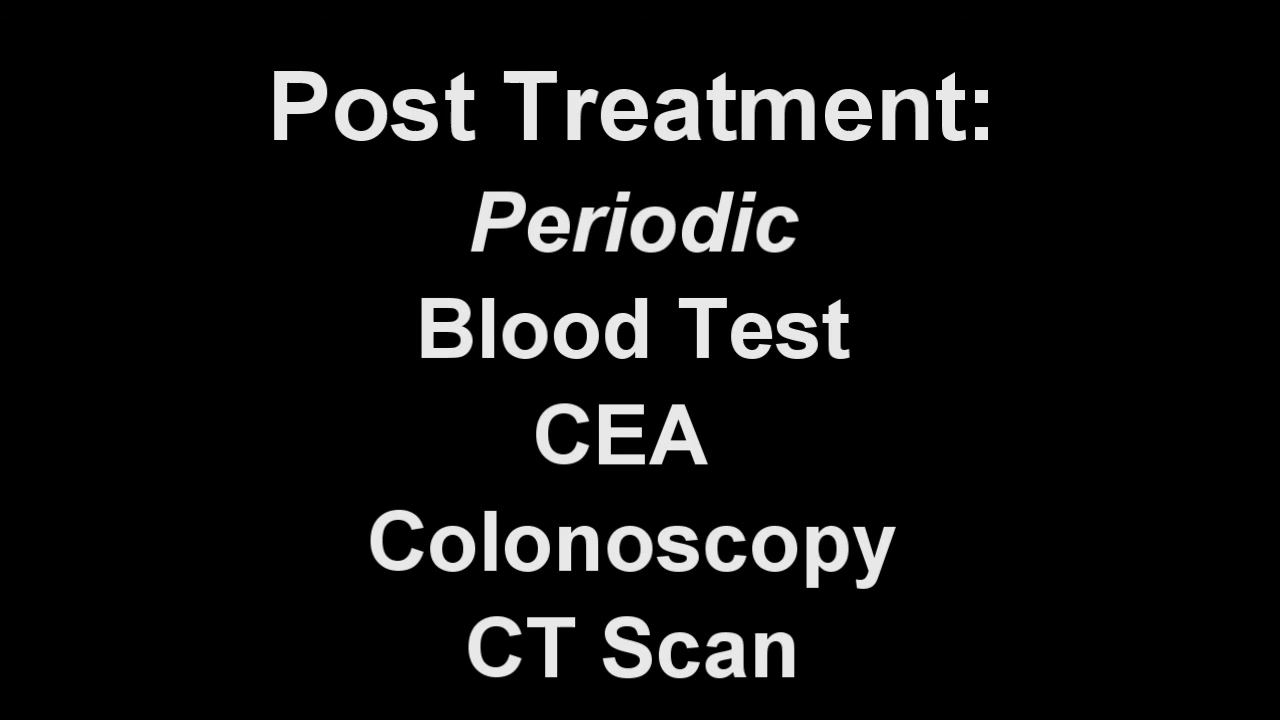 Post Treatment:
Periodic
Blood Test
CEA
Colonoscopy
CT Scan